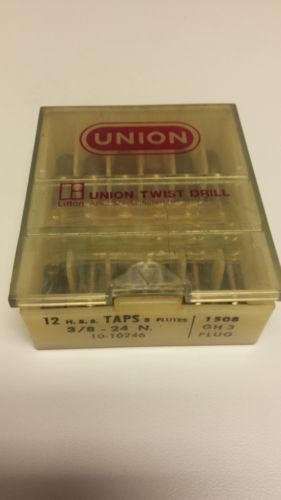 UNION
UNION TWIST DRILL
Litton
12 H.S.S. TAPS 3 FLUTES 1508
3/8 - 24 N. GH 3
10-10246 PLUG